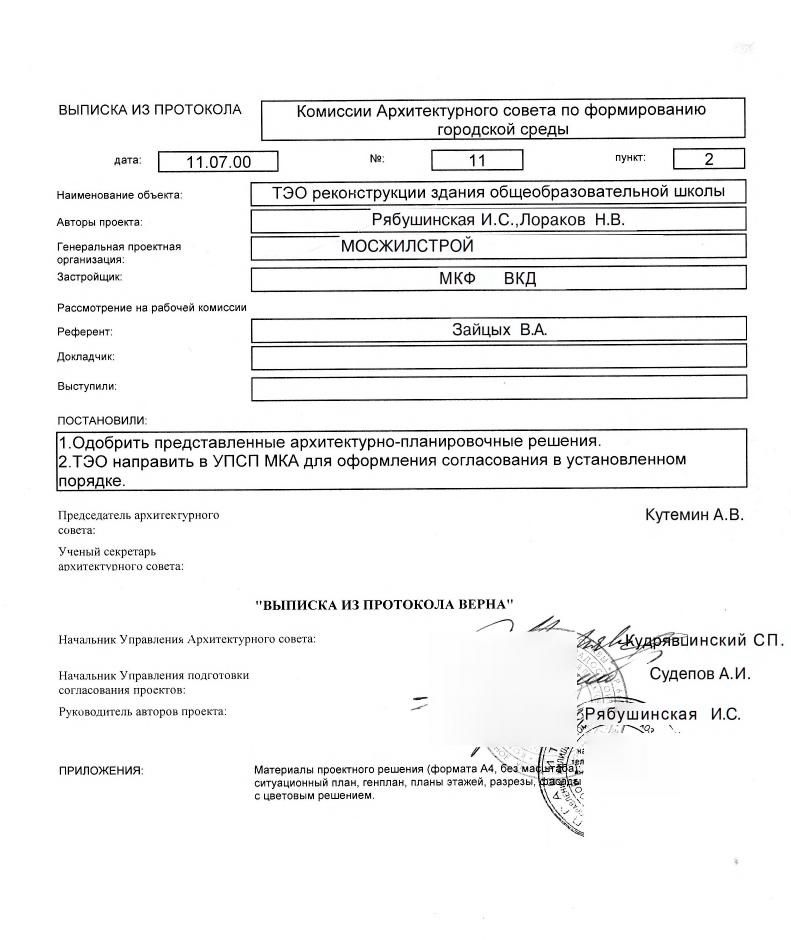 ВЫПИСКА ИЗ ПРОТОКОЛА
Комиссии Архитектурного совета по формированию
городской среды
дата: 11.07.00 №: 11 пункт: 2
Наименование объекта: ТЭО реконструкции здания общеобразовательной школы
Авторы проекта: Рябушинская И.С.,Лораков Н.В.
Генеральная проектная
организация: МОСЖИЛСТРОЙ
Застройщик: МКФ ВКД
Рассмотрение на рабочей комиссии
Референт: Зайцых В.А.
Докладчик:
Выступили:
ПОСТАНОВИЛИ:
1.Одобрить представленные архитектурно-планировочные решения.
2.ТЭО направить в УПСП МКА для оформления согласования в установленном
порядке.
Председатель архитектурного
совета: Кутемин А.В.
Ученый секретарь
архитектурного совета:
"ВЫПИСКА ИЗ ПРОТОКОЛА ВЕРНА"
Начальник Управления Архитектурного совета: Кудрявцинский СП.
Начальник Управления подготовки
согласования проектов: Судепов А.И.
Руководитель авторов проекта: Рябушинская И.С.
ПРИЛОЖЕНИЯ: Материалы проектного решения (формата А4, без масштаба):
ситуационный план, генплан, планы этажей, разрезы, фасады
с цветовым решением.